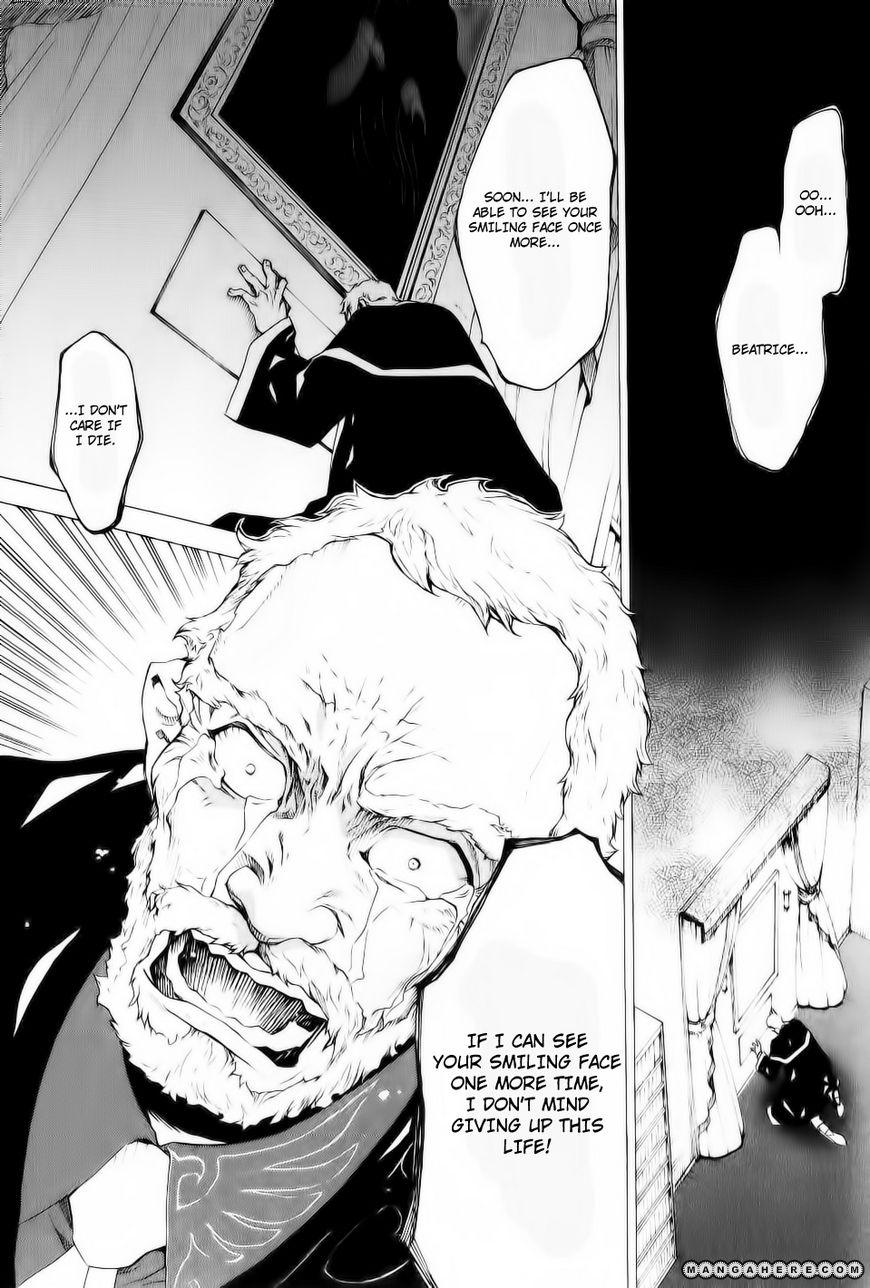 OO...
OOH...
BEATRICE...
SOON... I'LL BE
ABLE TO SEE YOUR
SMILING FACE ONCE
MORE...
...I DON'T
CARE IF
I DIE.
IF I CAN SEE
YOUR SMILING FACE
ONE MORE TIME,
I DON'T MIND
GIVING UP THIS
LIFE!
MANGAHERE.COM